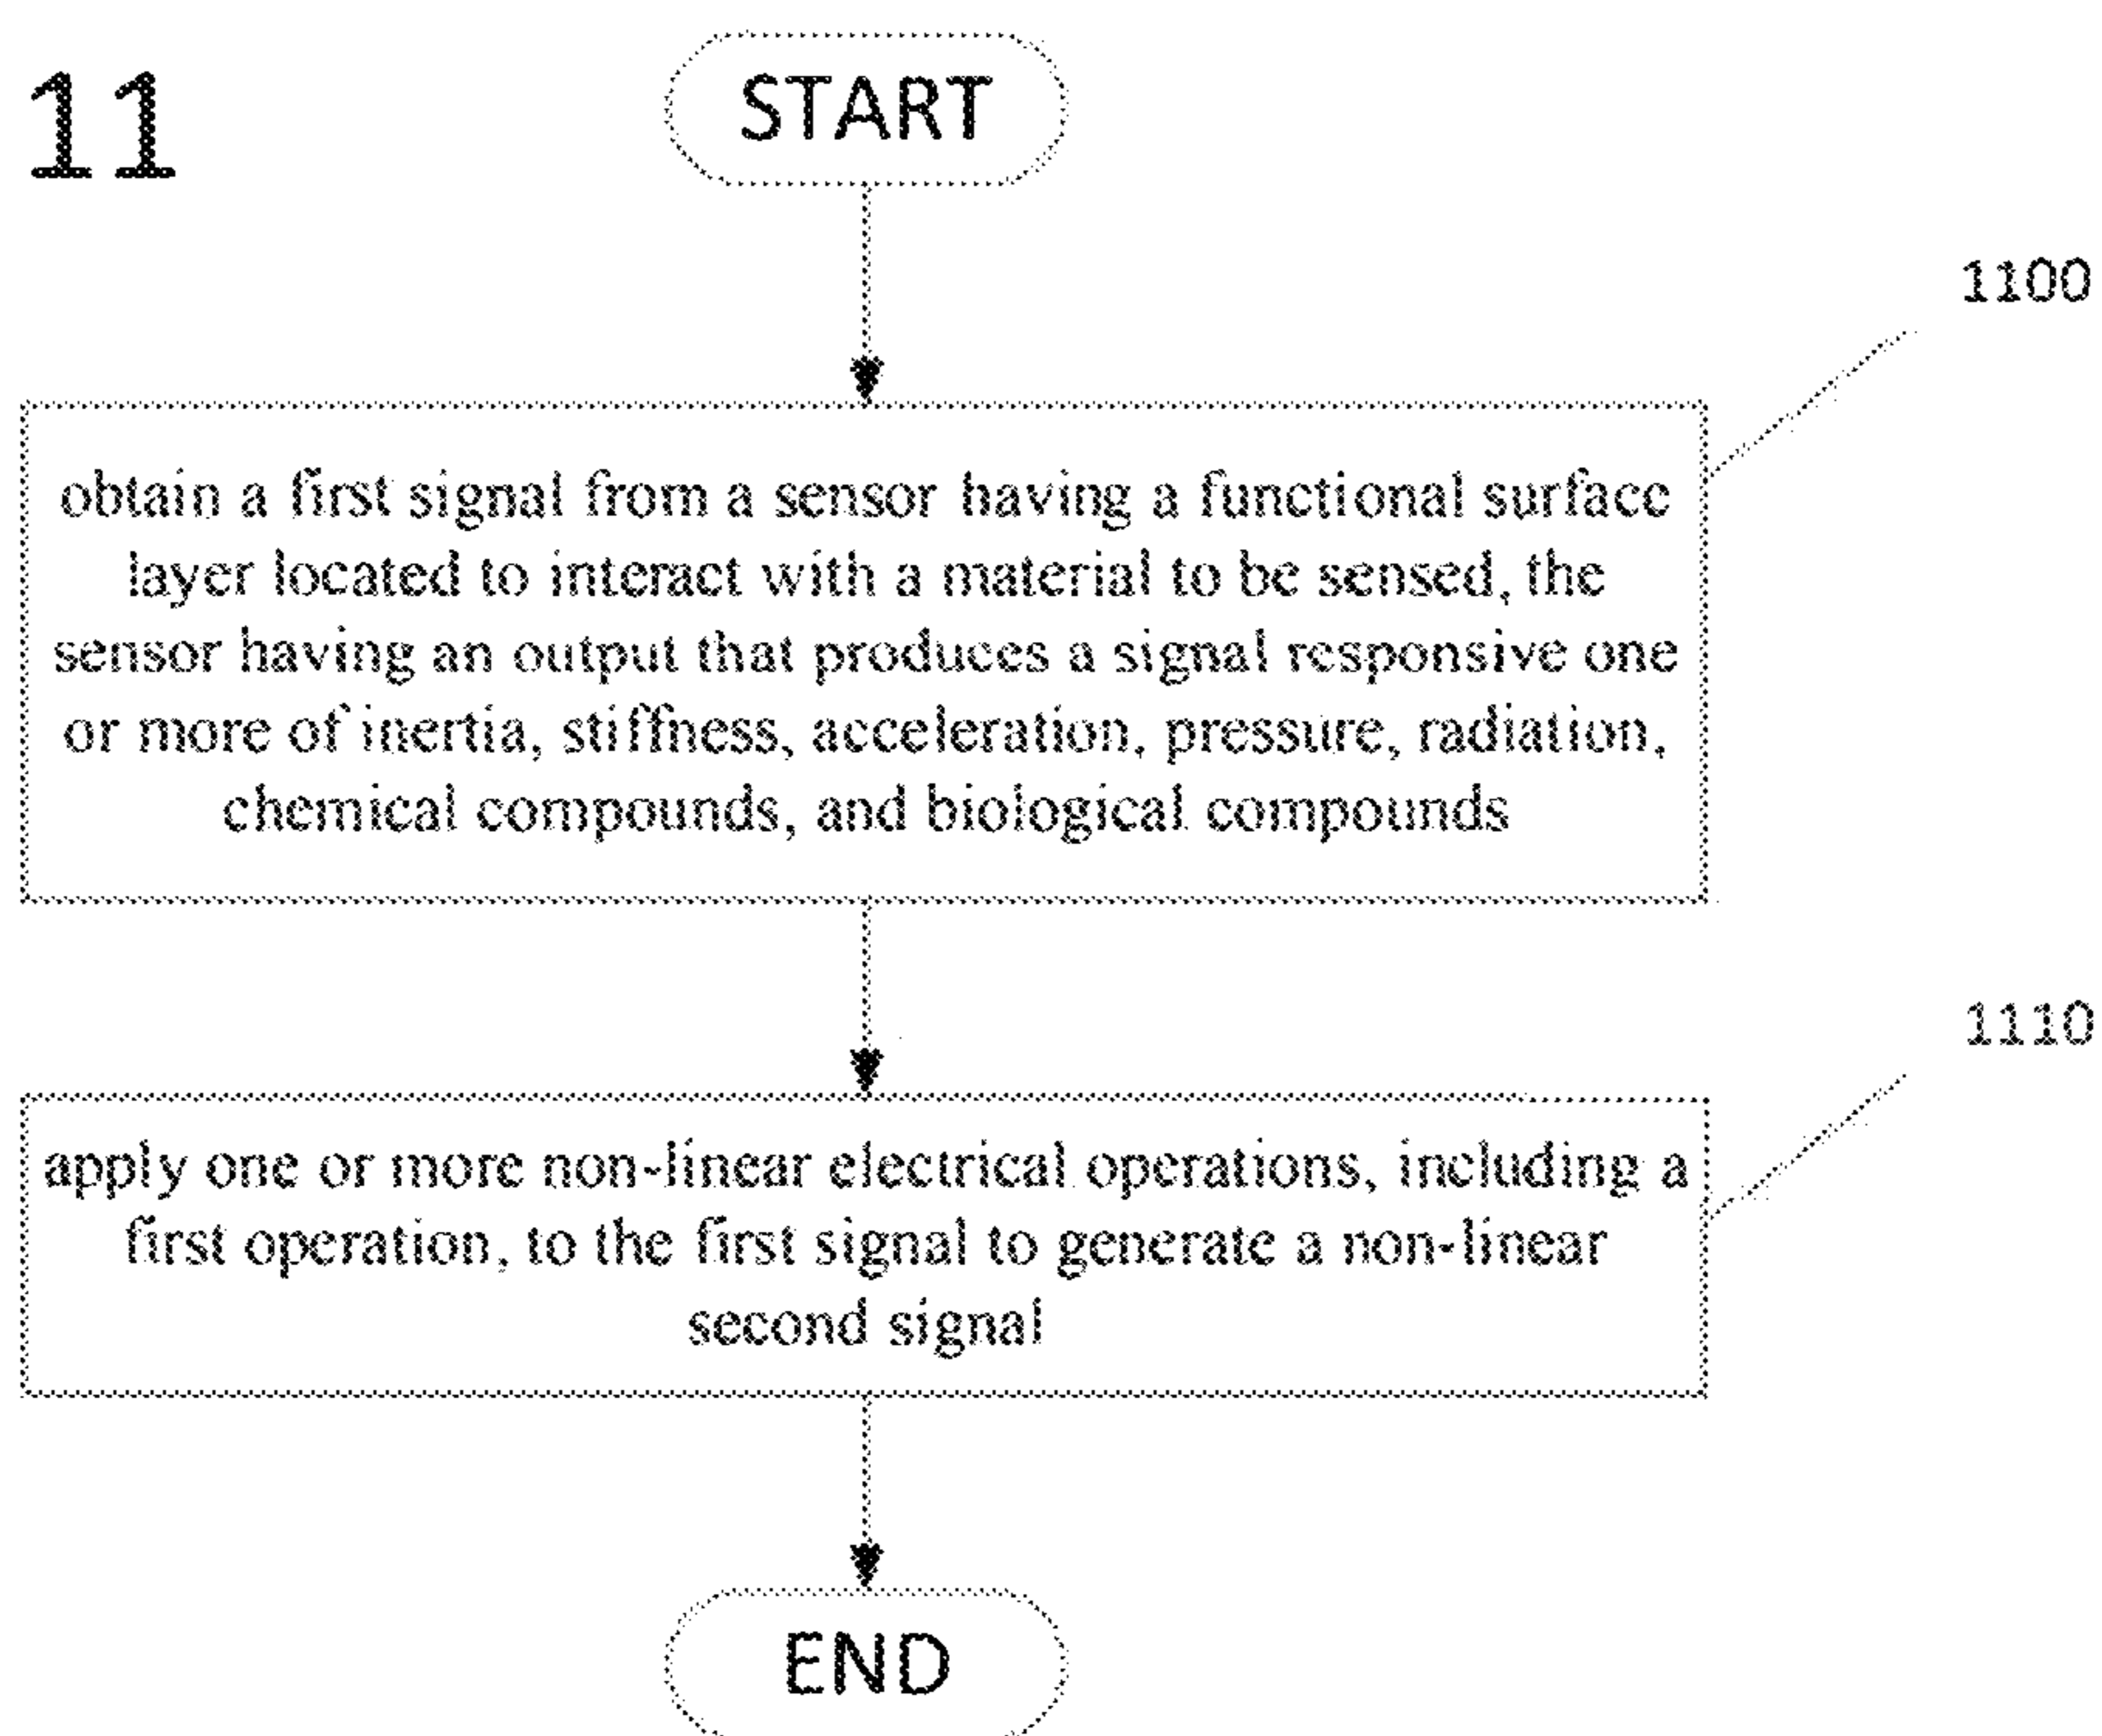 11
START
1100
obtain a first signal from a sensor having a functional surface
layer located to interact with a material to be sensed, the
sensor having an output that produces a signal responsive one
or more of inertia, stiffness, acceleration, pressure, radiation,
chemical compounds, and biological compounds
1110
apply one or more non-linear electrical operations, including a
first operation, to the first signal to generate a non-linear
second signal
END